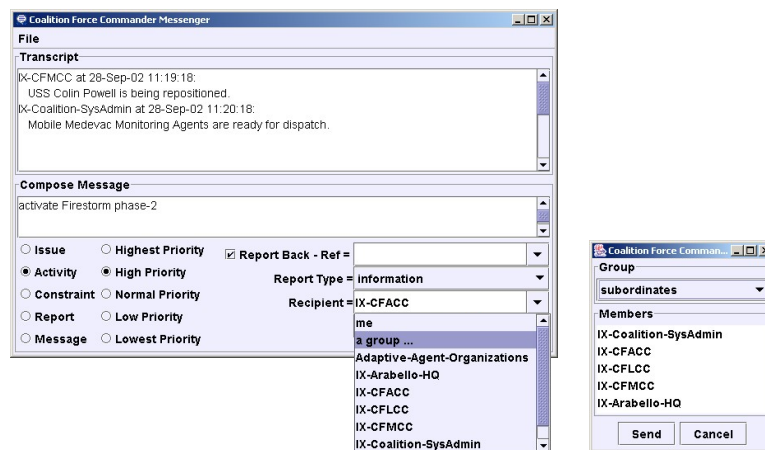 Coalition Force Commander Messenger
File
Transcript
IX-CFMCC at 28-Sep-02 11:19:18:
USS Colin Powell is being repositioned.
IX-Coalition-SysAdmin at 28-Sep-02 11:20:18:
Mobile Medevac Monitoring Agents are ready for dispatch.
Compose Message
activate Firestorm phase-2
Issue
Highest Priority
Report Back - Ref =
Activity
High Priority
Report Type = information
Constraint
Normal Priority
Recipient = IX-CFACC
Report
Low Priority
Message
Lowest Priority
me
a group ...
Adaptive-Agent-Organizations
IX-Arabello-HQ
IX-CFACC
IX-CFLCC
IX-CFMCC
IX-Coalition-SysAdmin
Coalition Force Comman...
Group
subordinates
Members
IX-Coalition-SysAdmin
IX-CFACC
IX-CFLCC
IX-CFMCC
IX-Arabello-HQ
Send Cancel